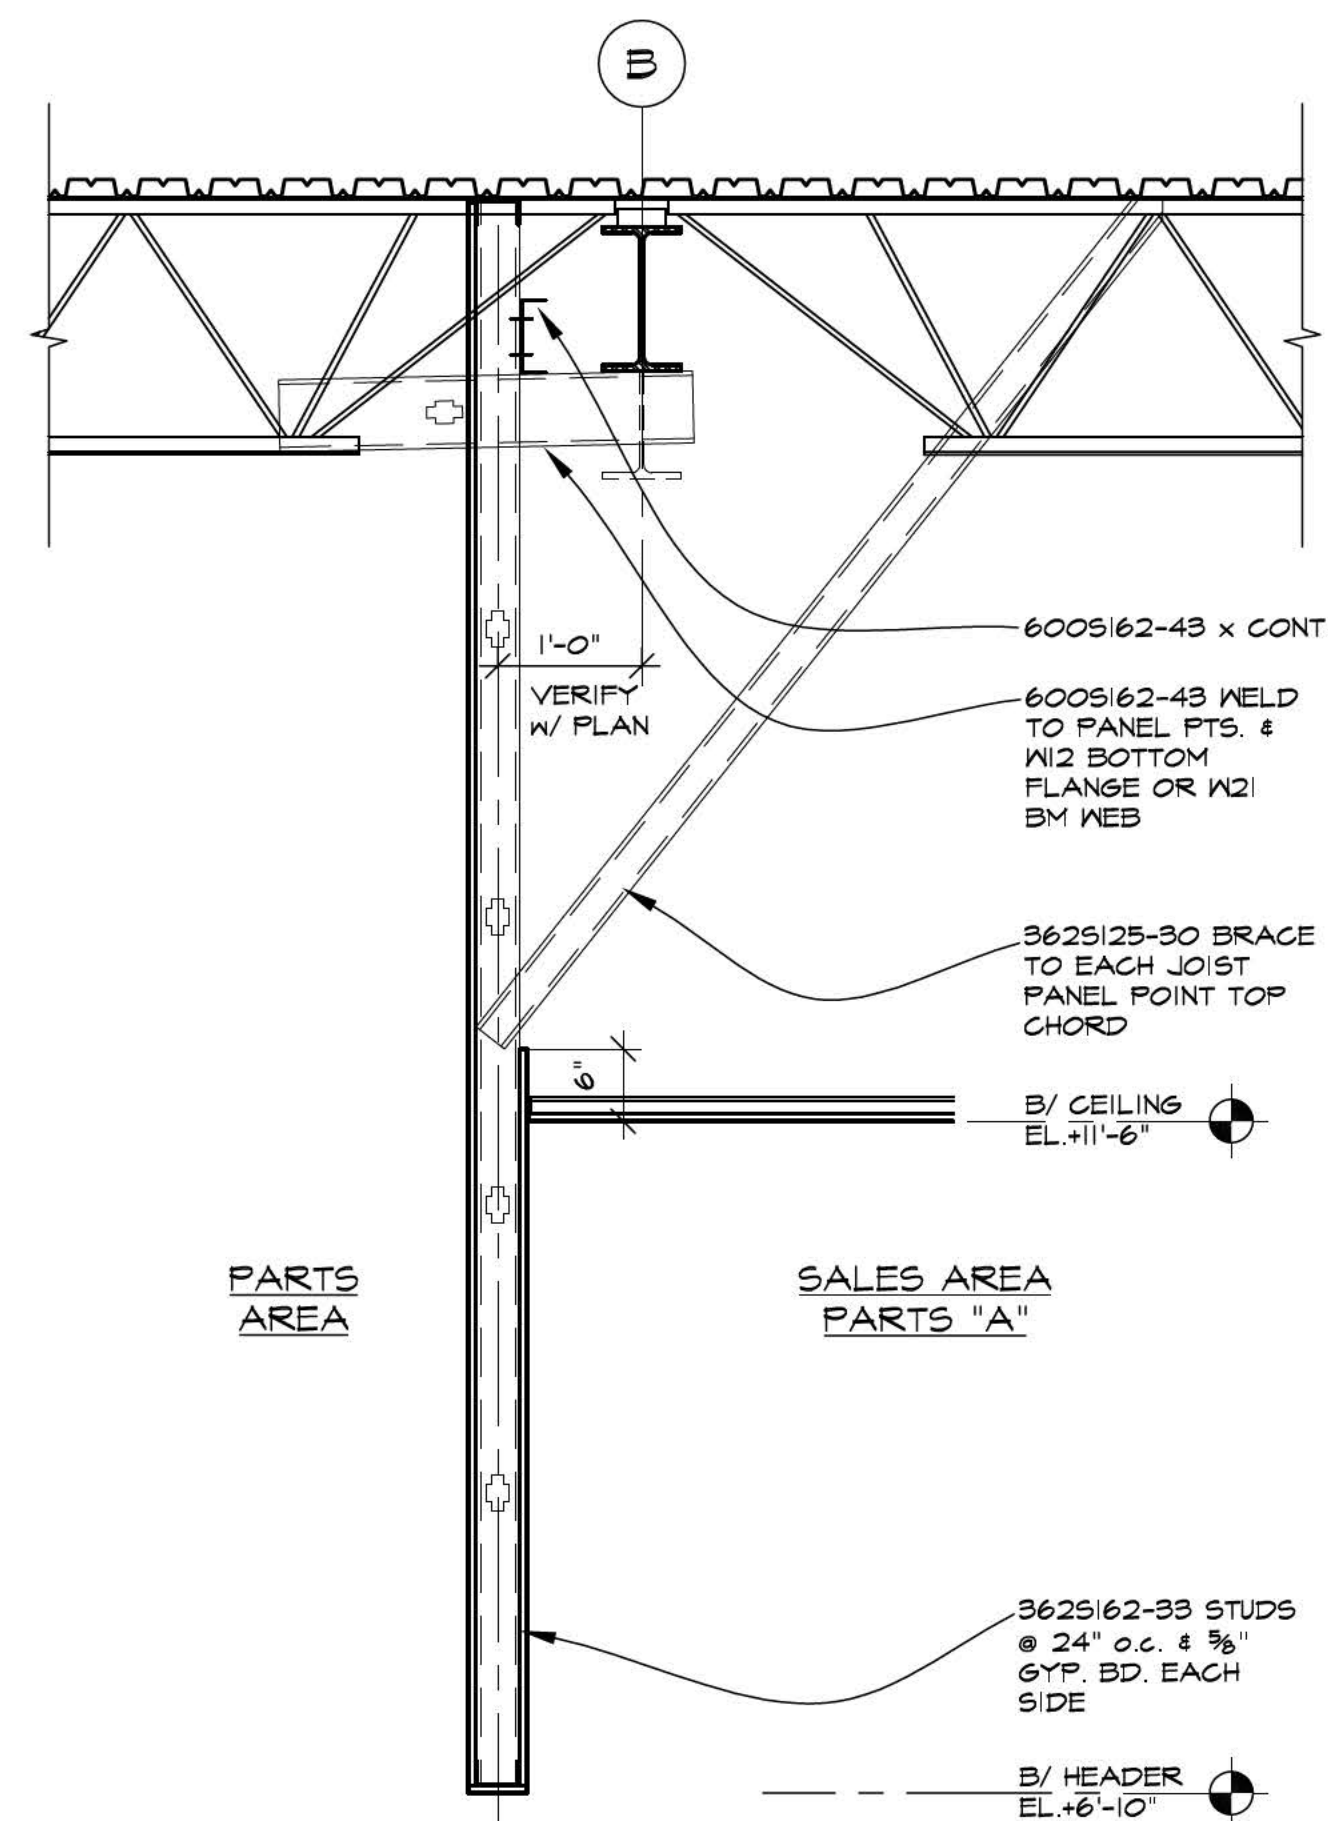 B
600S162-43 x CONT
1'-0"
VERIFY
W/ PLAN
600S162-43 WELD
TO PANEL PTS. &
W12 BOTTOM
FLANGE OR W21
BM WEB
362S125-30 BRACE
TO EACH JOIST
PANEL POINT TOP
CHORD
6"
B/ CEILING
EL.+11'-6"
PARTS
AREA
SALES AREA
PARTS "A"
362S162-33 STUDS
@ 24" o.c. & 5/8"
GYP. BD. EACH
SIDE
B/ HEADER
EL.+6'-10"